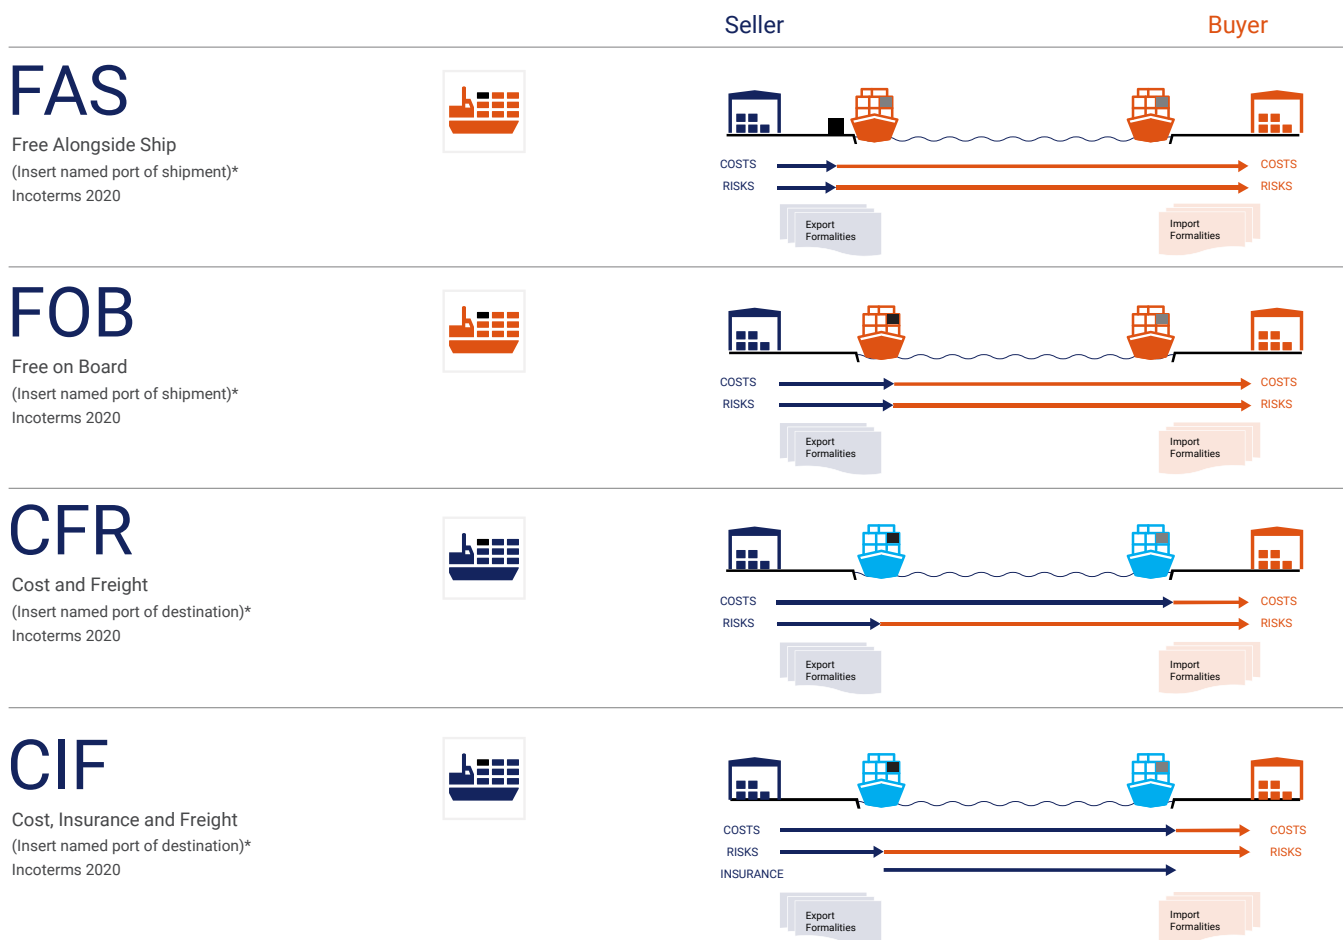 Seller
Buyer
FAS
Free Alongside Ship
(Insert named port of shipment)*
Incoterms 2020
COSTS
COSTS
RISKS
RISKS
Export
Formalities
Import
Formalities
FOB
Free on Board
(Insert named port of shipment)*
Incoterms 2020
COSTS
COSTS
RISKS
RISKS
Export
Formalities
Import
Formalities
CFR
Cost and Freight
(Insert named port of destination)*
Incoterms 2020
COSTS
COSTS
RISKS
RISKS
Export
Formalities
Import
Formalities
CIF
Cost, Insurance and Freight
(Insert named port of destination)*
Incoterms 2020
COSTS
COSTS
RISKS
RISKS
INSURANCE
Export
Formalities
Import
Formalities